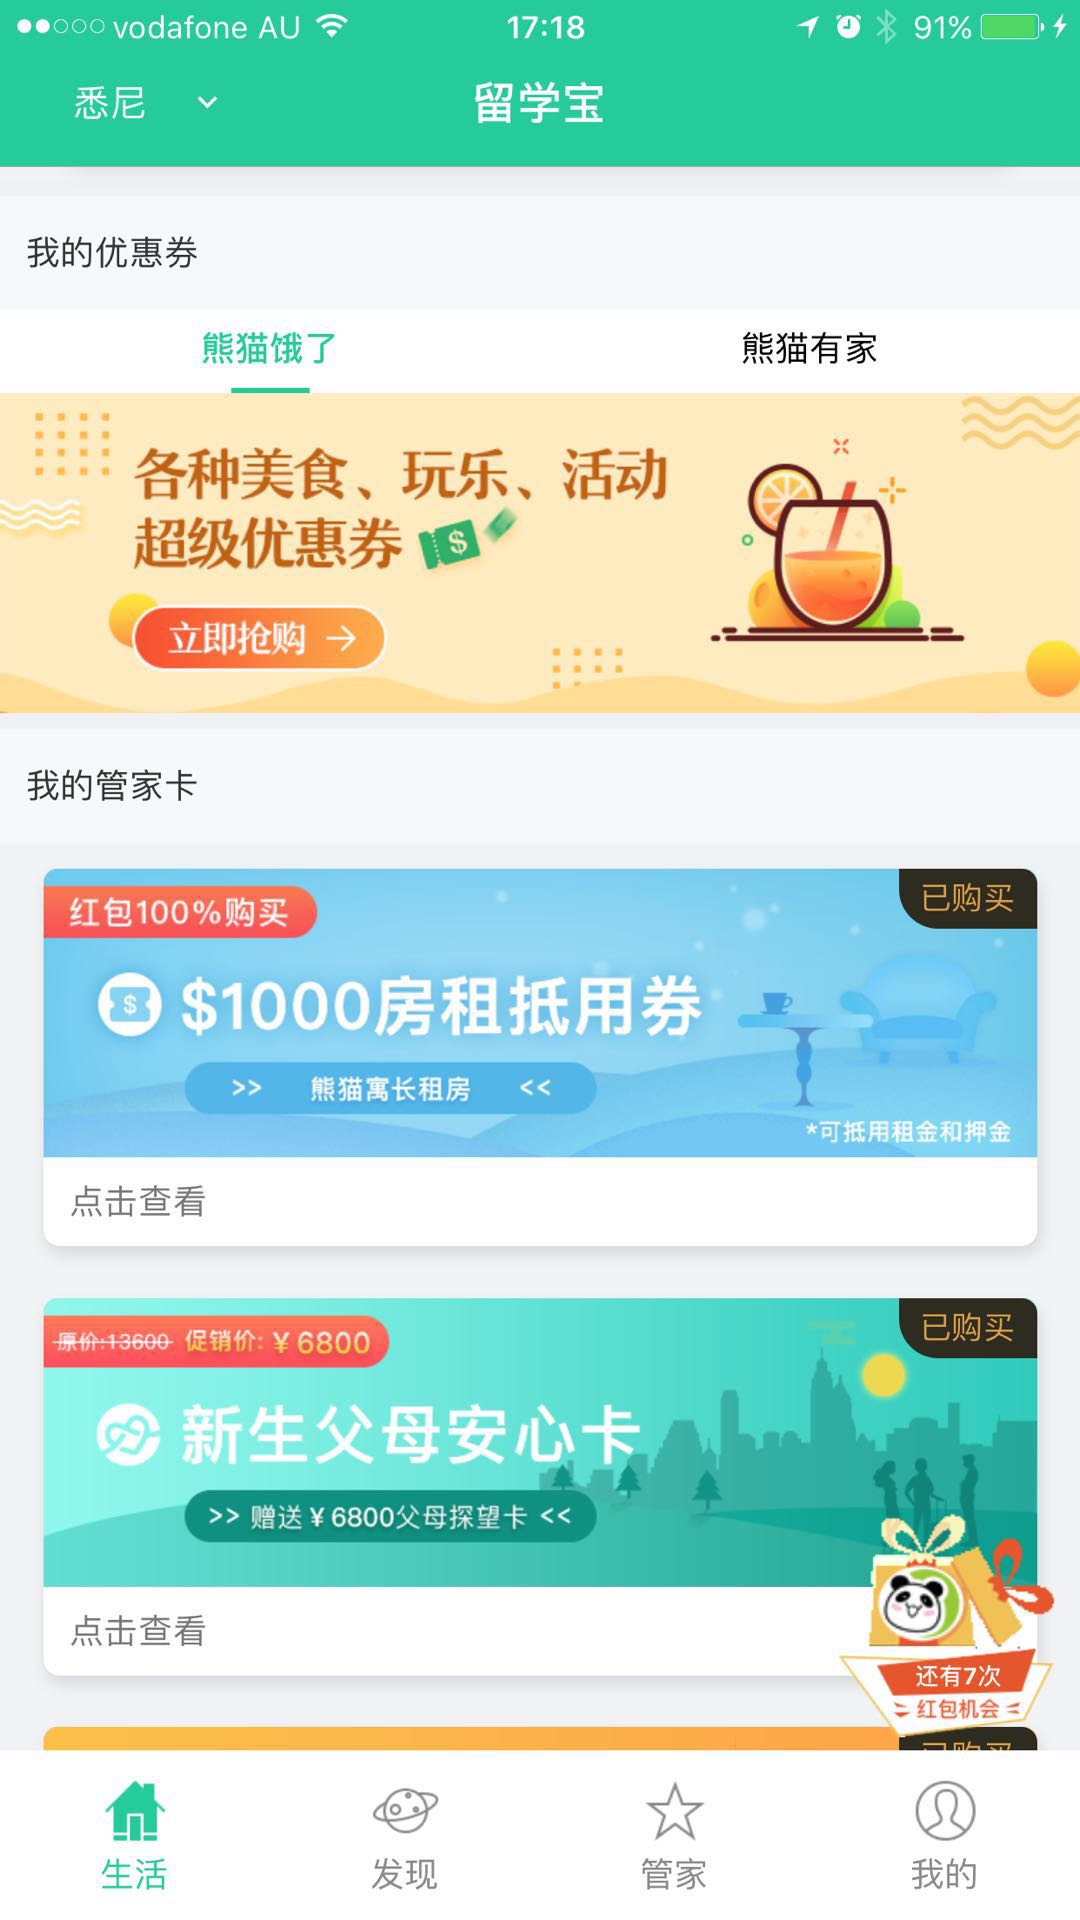 vodafone AU 17:18 91%
悉尼 留学宝
我的优惠券
熊猫饿了 熊猫有家
各种美食、玩乐、活动
超级优惠券
立即抢购
我的管家卡
红包100%购买 已购买
$1000房租抵用券
>> 熊猫寓长租房 <<
*可抵用租金和押金
点击查看
原价:13600 促销价: ¥6800 已购买
新生父母安心卡
>> 赠送¥6800父母探望卡 <<
点击查看
还有7次
红包机会
已购买
生活 发现 管家 我的